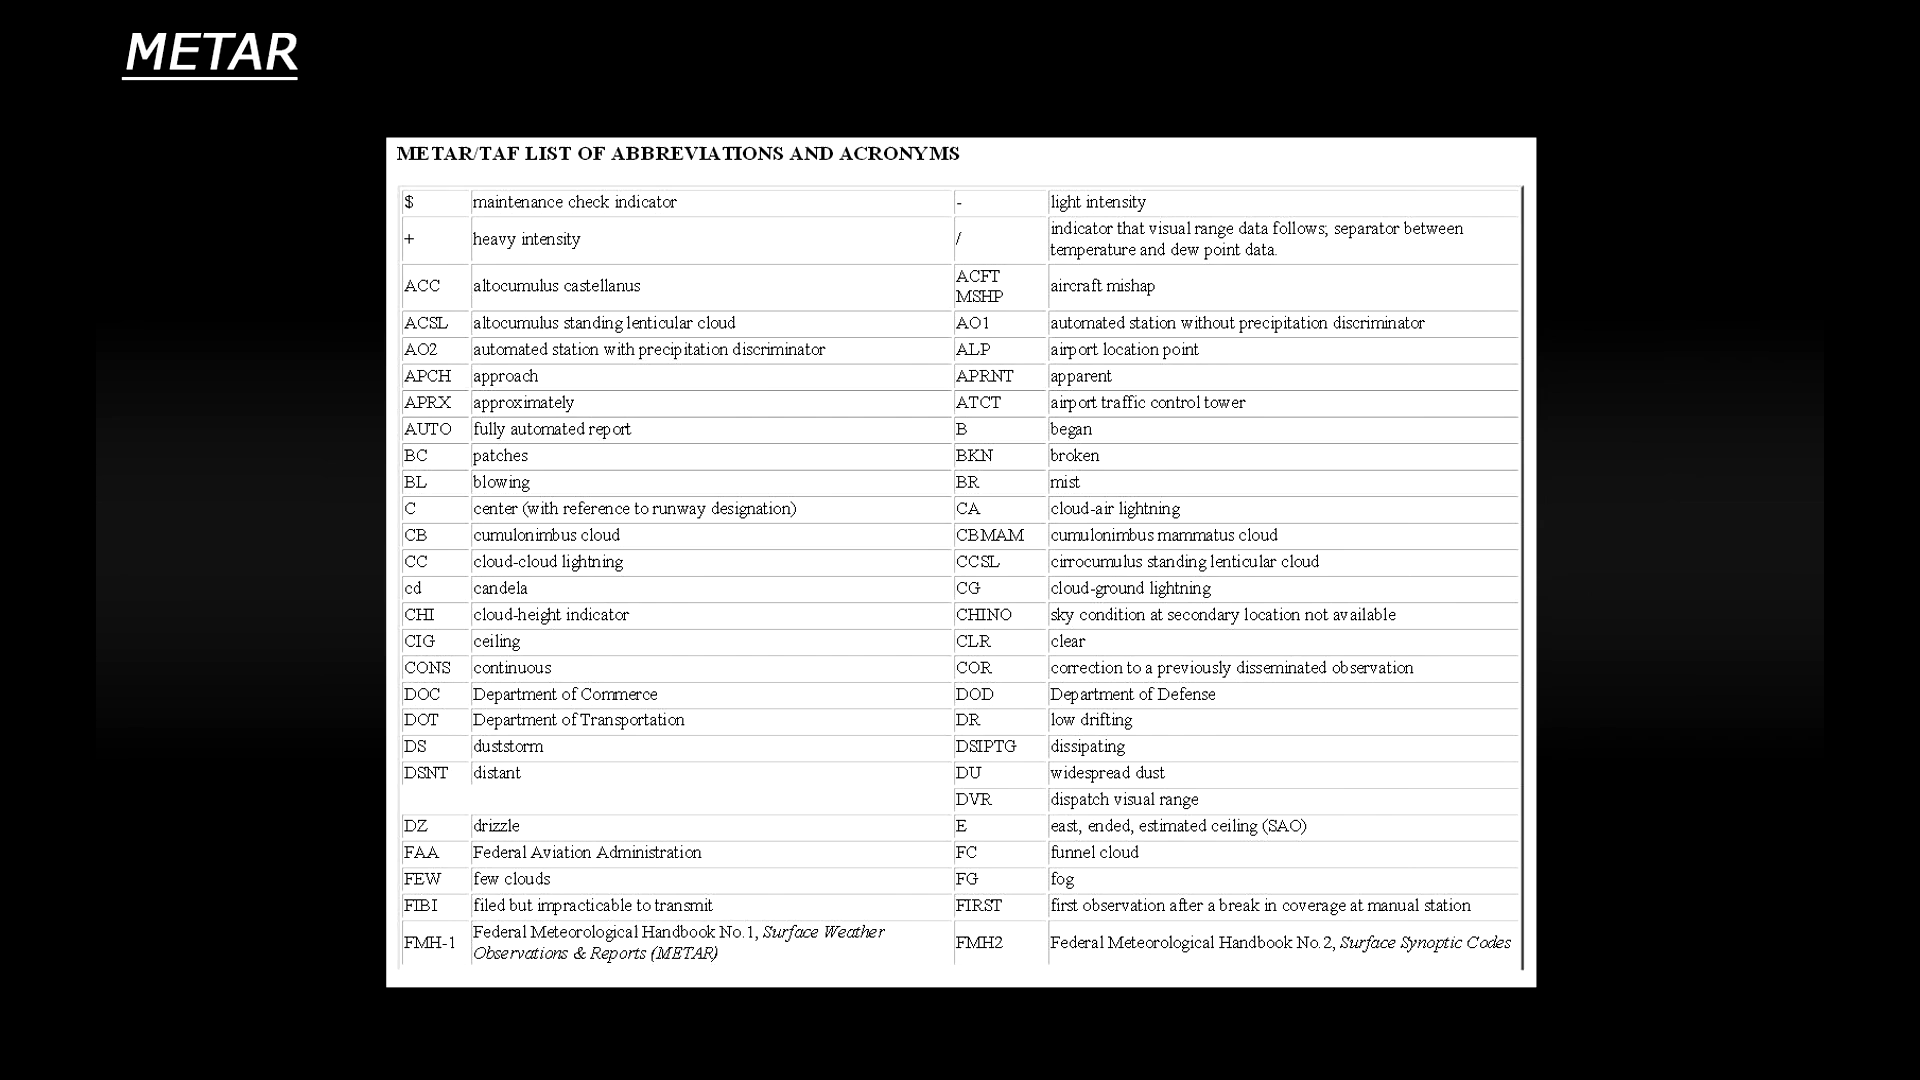 METAR
METAR/TAF LIST OF ABBREVIATIONS AND ACRONYMS
$ maintenance check indicator - light intensity
+ heavy intensity / indicator that visual range data follows; separator between
temperature and dew point data.
ACC altocumulus castellanus ACFT
MSHP aircraft mishap
ACSL altocumulus standing lenticular cloud AO1 automated station without precipitation discriminator
AO2 automated station with precipitation discriminator ALP airport location point
APCH approach APRNT apparent
APRX approximately ATCT airport traffic control tower
AUTO fully automated report B began
BC patches BKN broken
BL blowing BR mist
C center (with reference to runway designation) CA cloud-air lightning
CB cumulonimbus cloud CBMAM cumulonimbus mammatus cloud
CC cloud-cloud lightning CCSL cirrocumulus standing lenticular cloud
cd candela CG cloud-ground lightning
CHI cloud-height indicator CHINO sky condition at secondary location not available
CIG ceiling CLR clear
CONS continuous COR correction to a previously disseminated observation
DOC Department of Commerce DOD Department of Defense
DOT Department of Transportation DR low drifting
DS duststorm DSIPTG dissipating
DSNT distant DU widespread dust
DVR dispatch visual range
DZ drizzle E east, ended, estimated ceiling (SAO)
FAA Federal Aviation Administration FC funnel cloud
FEW few clouds FG fog
FIBI filed but impracticable to transmit FIRST first observation after a break in coverage at manual station
FMH-1 Federal Meteorological Handbook No.1, Surface Weather
Observations & Reports (METAR) FMH2 Federal Meteorological Handbook No.2, Surface Synoptic Codes